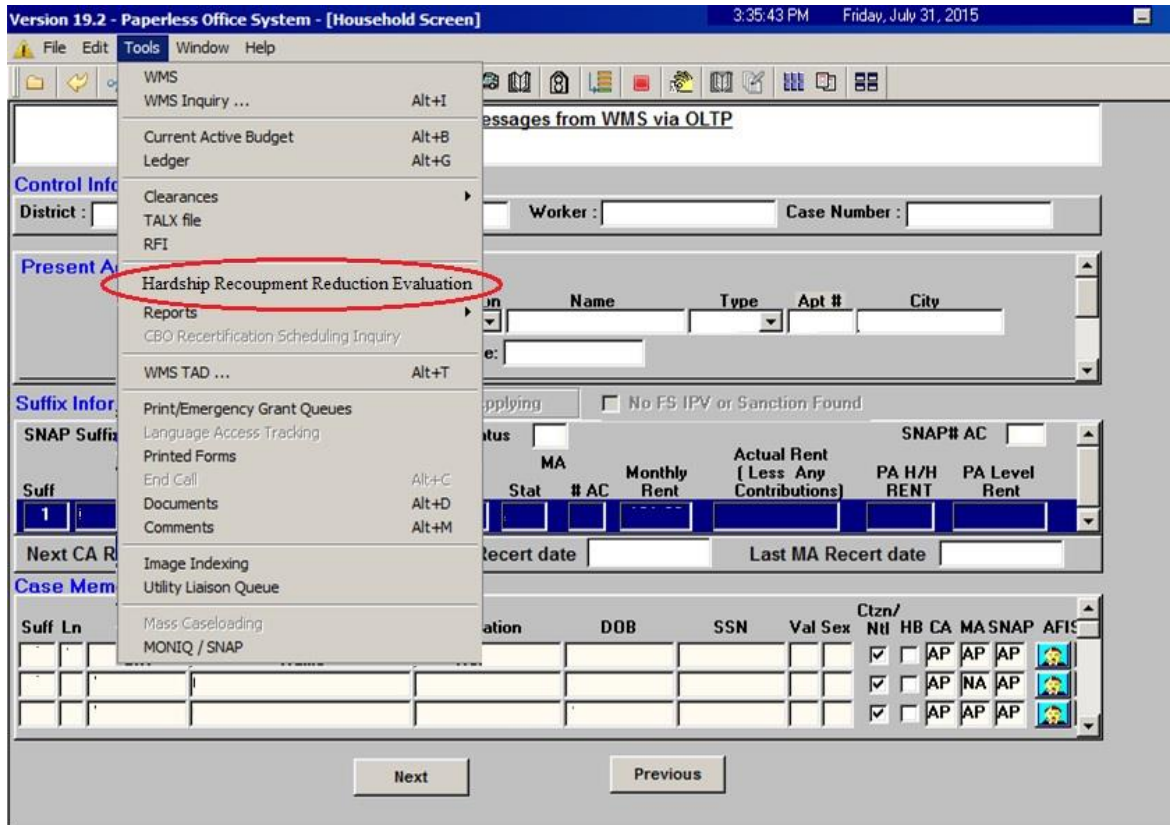 Version 19.2 - Paperless Office System - [Household Screen] 3:35:43 PM Friday, July 31, 2015
File Edit Tools Window Help
WMS
WMS Inquiry ... Alt+I
Current Active Budget Alt+B
Ledger Alt+G
Clearances
TALX file
RFI
Hardship Recoupment Reduction Evaluation
Reports
CBO Recertification Scheduling Inquiry
WMS TAD ... Alt+T
Print/Emergency Grant Queues
Language Access Tracking
Printed Forms
End Call Alt+C
Documents Alt+D
Comments Alt+M
Image Indexing
Utility Liaison Queue
Mass Caseloading
MONIQ / SNAP
essages from WMS via OLTP
Control Info
District : Worker : Case Number :
Present A
on Name Type Apt # City
e:
Suffix Infor pplying No FS IPV or Sanction Found
SNAP Suffix atus SNAP# AC
Suff Stat MA # AC Monthly Rent Actual Rent ( Less Any Contributions) PA H/H RENT PA Level Rent
1
Next CA R Recert date Last MA Recert date
Case Mem
Suff Ln ation DOB SSN Val Sex Ctzn/ Ntl HB CA MA SNAP AFIS
AP AP AP
AP NA AP
AP AP AP
Next Previous